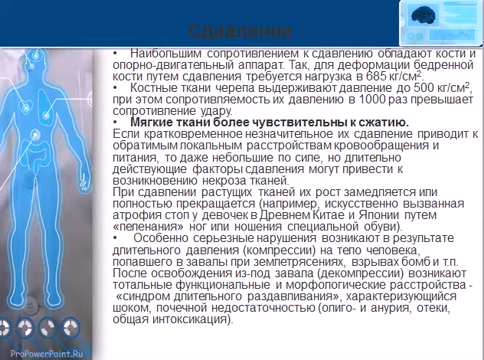 Сдавление
• Наибольшим сопротивлением к сдавлению обладают кости и
опорно-двигательный аппарат. Так, для деформации бедренной
кости путем сдавления требуется нагрузка в 685 кг/см².
• Костные ткани черепа выдерживают давление до 500 кг/см²,
при этом сопротивляемость их давлению в 1000 раз превышает
сопротивление удару.
• Мягкие ткани более чувствительны к сжатию.
Если кратковременное незначительное их сдавление приводит к
обратимым локальным расстройствам кровообращения и
питания, то даже небольшие по силе, но длительно
действующие факторы сдавления могут привести к
возникновению некроза тканей.
При сдавлении растущих тканей их рост замедляется или
полностью прекращается (например, искусственно вызванная
атрофия стоп у девочек в Древнем Китае и Японии путем
«пеленания» ног или ношения специальной обуви).
• Особенно серьезные нарушения возникают в результате
длительного давления (компрессии) на тело человека,
попавшего в завалы при землетрясениях, взрывах бомб и т.п.
После освобождения из-под завала (декомпрессии) возникают
тотальные функциональные и морфологические расстройства -
«синдром длительного раздавливания», характеризующийся
шоком, почечной недостаточностью (олиго- и анурия, отеки,
общая интоксикация).
ProPowerPoint.Ru